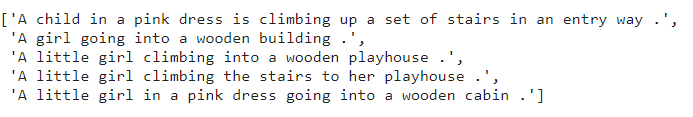 ['A child in a pink dress is climbing up a set of stairs in an entry way .',
 'A girl going into a wooden building .',
 'A little girl climbing into a wooden playhouse .',
 'A little girl climbing the stairs to her playhouse .',
 'A little girl in a pink dress going into a wooden cabin .']